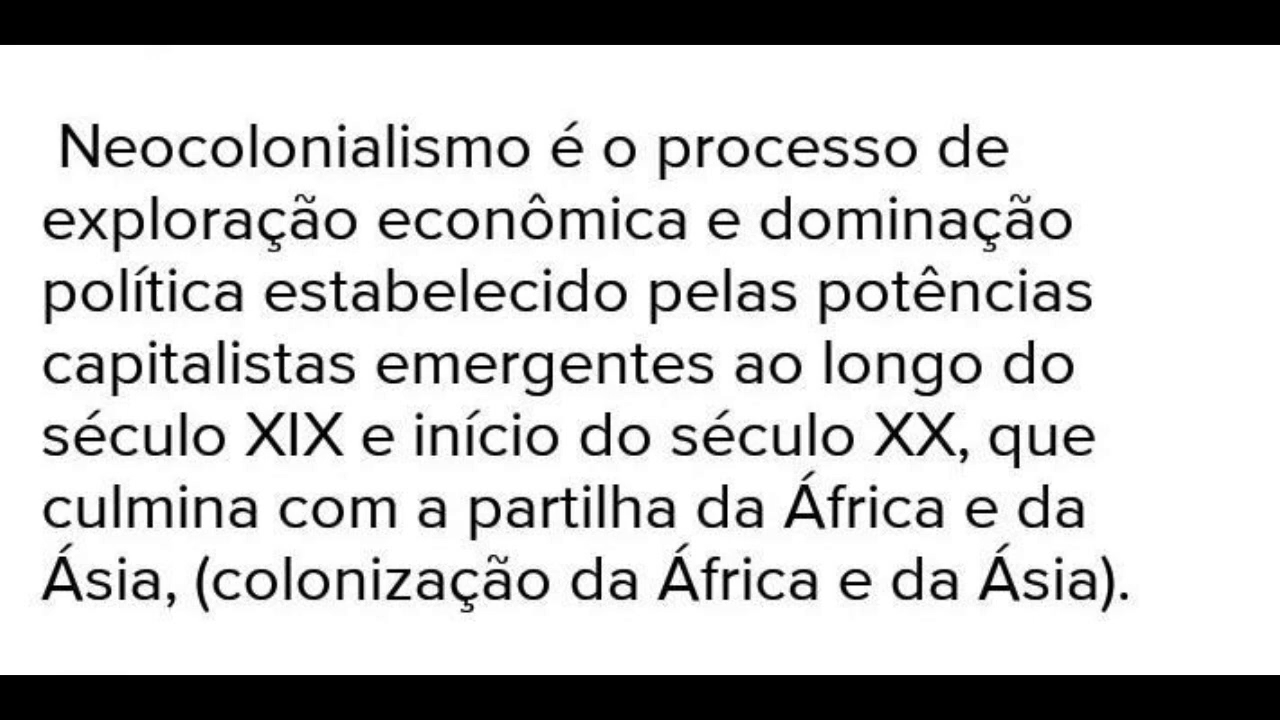 Neocolonialismo é o processo de
exploração econômica e dominação
política estabelecido pelas potências
capitalistas emergentes ao longo do
século XIX e início do século XX, que
culmina com a partilha da África e da
Ásia, (colonização da África e da Ásia).